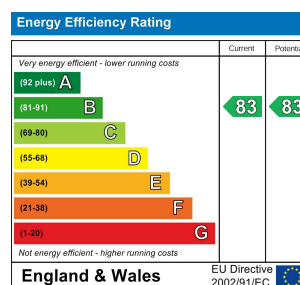 Energy Efficiency Rating
Current Potentia
Very energy efficient - lower running costs
(92 plus) A
(81-91) B 83 83
(69-80) C
(55-68) D
(39-54) E
(21-38) F
(1-20) G
Not energy efficient - higher running costs
England & Wales
EU Directive
2002/91/EC